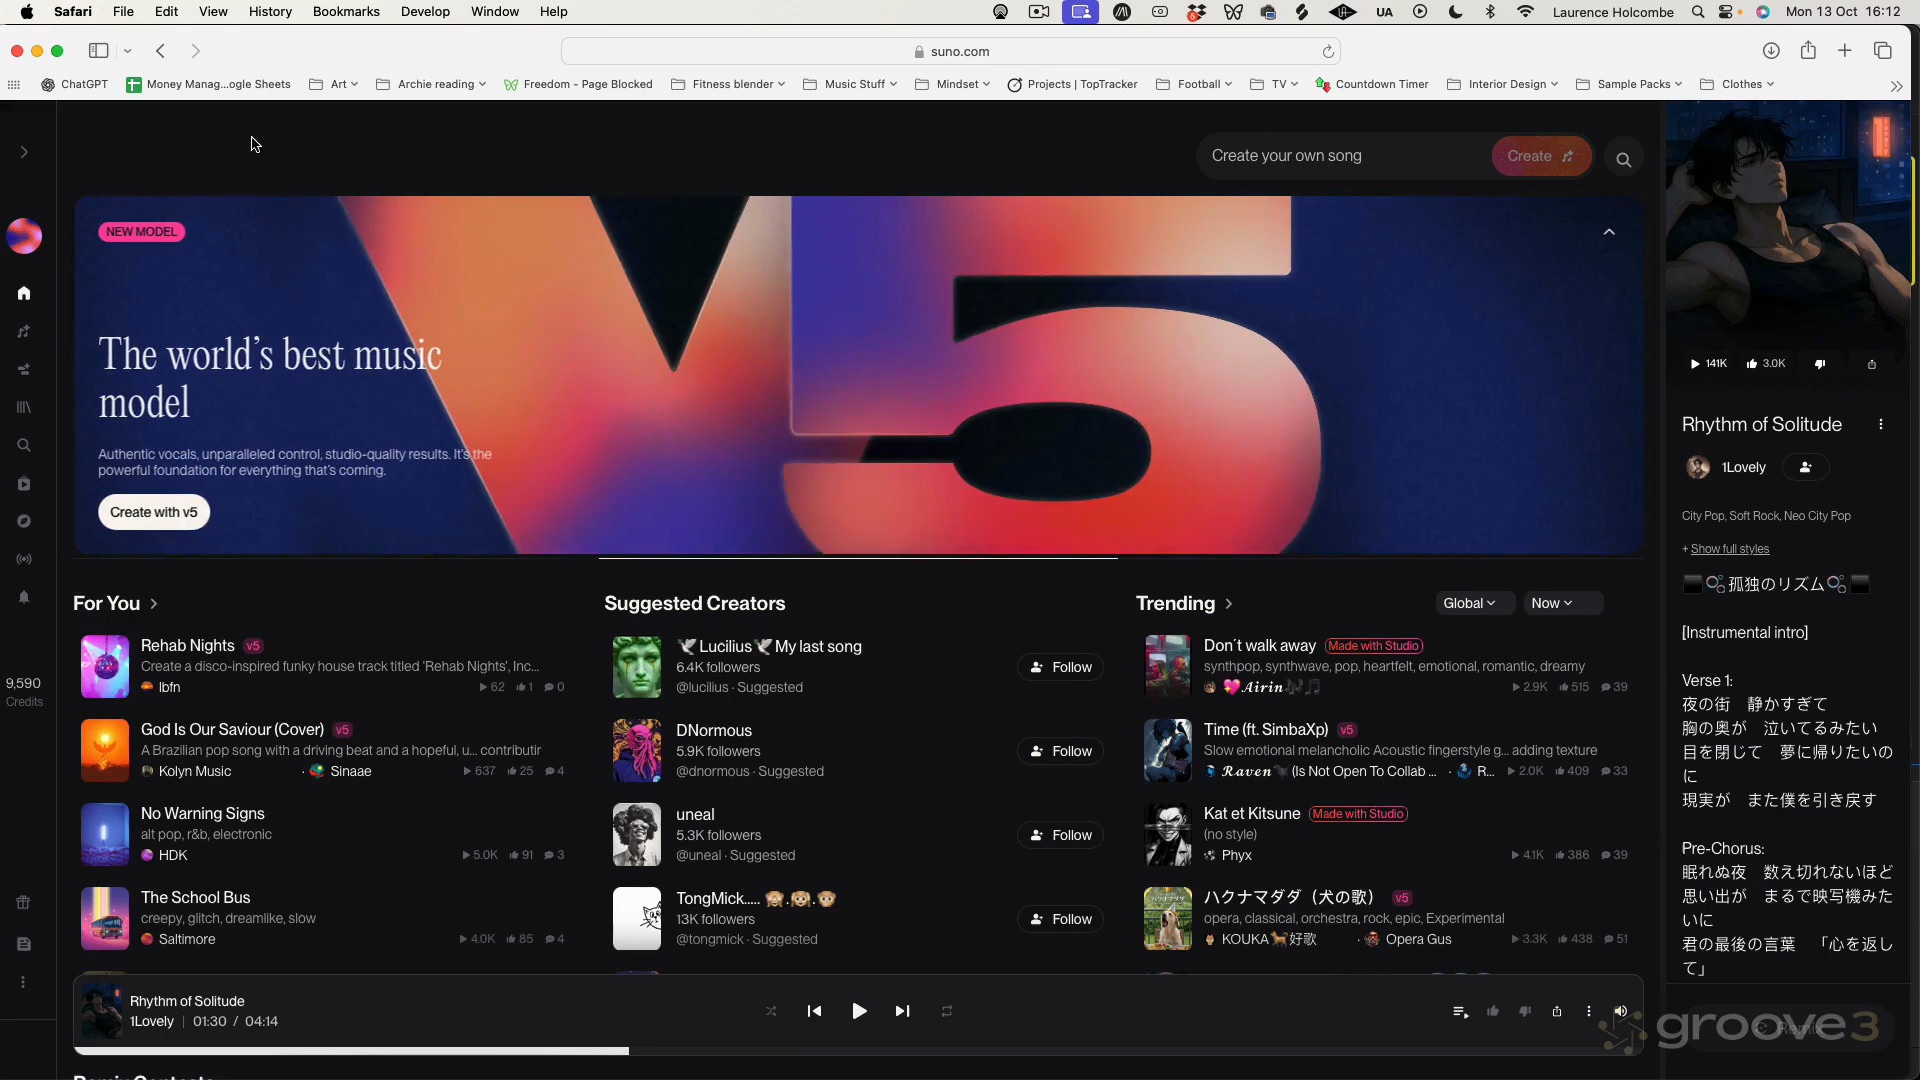 Safari File Edit View History Bookmarks Develop Window Help
UA Laurence Holcombe Mon 13 Oct 16:12
suno.com
ChatGPT Money Manag...ogle Sheets Art Archie reading Freedom - Page Blocked Fitness blender Music Stuff Mindset Projects | TopTracker Football TV Countdown Timer Interior Design Sample Packs Clothes
Create your own song Create
NEW MODEL
V5
The world's best music
model
Authentic vocals, unparalleled control, studio-quality results. It's the
powerful foundation for everything that's coming.
Create with v5
9,590
Credits
For You
Rehab Nights v5
Create a disco-inspired funky house track titled 'Rehab Nights', Inc...
lbfn 62 1 0
God Is Our Saviour (Cover) v5
A Brazilian pop song with a driving beat and a hopeful, u... contributir
Kolyn Music · Sinaae 637 25 4
No Warning Signs
alt pop, r&b, electronic
HDK 5.0K 91 3
The School Bus
creepy, glitch, dreamlike, slow
Saltimore 4.0K 85 4
Suggested Creators
🕊Lucilius🕊My last song
6.4K followers
@lucilius · Suggested
Follow
DNormous
5.9K followers
@dnormous · Suggested
Follow
uneal
5.3K followers
@uneal · Suggested
Follow
TongMick..... 🙈.🙉.🐵
13K followers
@tongmick · Suggested
Follow
Trending Global Now
Don´t walk away Made with Studio
synthpop, synthwave, pop, heartfelt, emotional, romantic, dreamy
💖𝓐𝓲𝓻𝓲𝓷🎶🎵 2.9K 515 39
Time (ft. SimbaXp) v5
Slow emotional melancholic Acoustic fingerstyle g... adding texture
𝓡𝓪𝓿𝓮𝓷 (Is Not Open To Collab ... · R... 2.0K 409 33
Kat et Kitsune Made with Studio
(no style)
Phyx 4.1K 386 39
ハクナマダダ（犬の歌） v5
opera, classical, orchestra, rock, epic, Experimental
KOUKA🐕好歌 · Opera Gus 3.3K 438 51
141K 3.0K
Rhythm of Solitude
1Lovely
City Pop, Soft Rock, Neo City Pop
+ Show full styles
孤独のリズム
[Instrumental intro]
Verse 1:
夜の街　静かすぎて
胸の奥が　泣いてるみたい
目を閉じて　夢に帰りたいの
に
現実が　また僕を引き戻す
Pre-Chorus:
眠れぬ夜　数え切れないほど
思い出が　まるで映写機みた
いに
君の最後の言葉　「心を返し
て」
Rhythm of Solitude
1Lovely | 01:30 / 04:14
Remix
groove3
Remix Contests